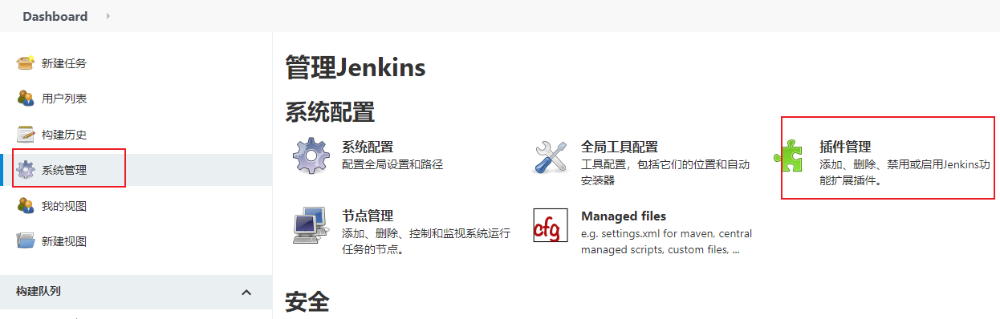 Dashboard
新建任务
用户列表
构建历史
系统管理
我的视图
新建视图
构建队列
管理Jenkins
系统配置
系统配置
配置全局设置和路径
全局工具配置
工具配置，包括它们的位置和自动
安装器
插件管理
添加、删除、禁用或启用Jenkins功
能扩展插件。
节点管理
添加、删除、控制和监视系统运行
任务的节点。
Managed files
e.g. settings.xml for maven, central
managed scripts, custom files, ...
安全